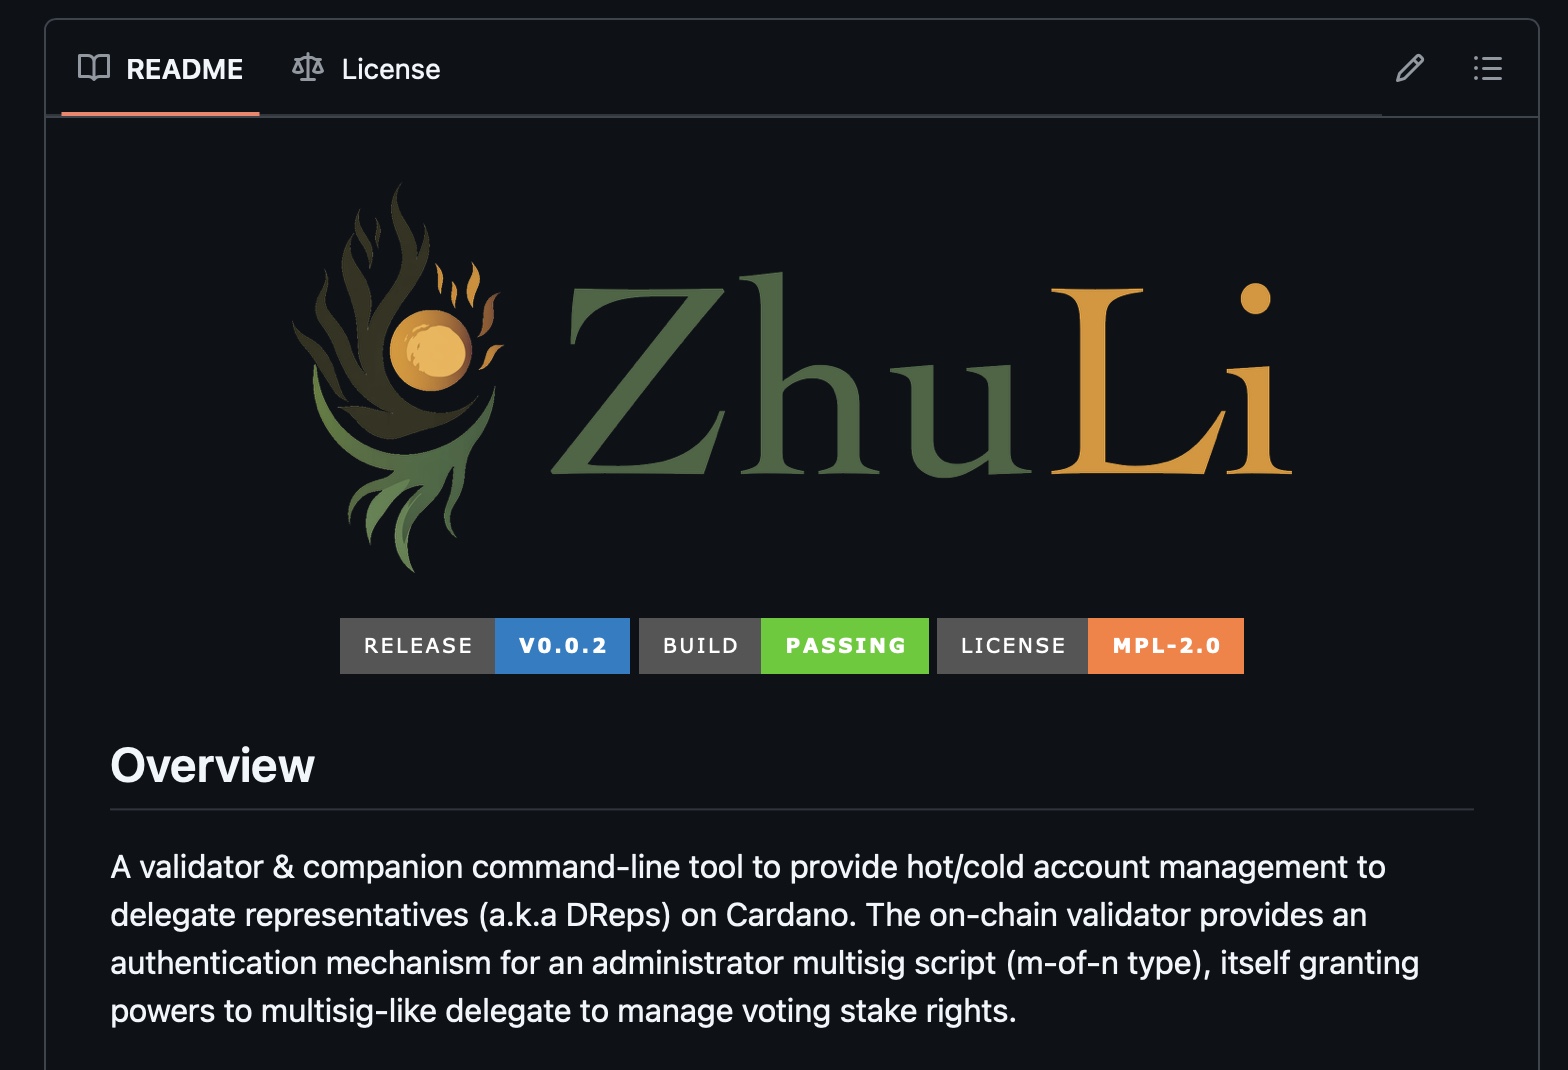 README License
ZhuLi
RELEASE V0.0.2 BUILD PASSING LICENSE MPL-2.0
Overview
A validator & companion command-line tool to provide hot/cold account management to
delegate representatives (a.k.a DReps) on Cardano. The on-chain validator provides an
authentication mechanism for an administrator multisig script (m-of-n type), itself granting
powers to multisig-like delegate to manage voting stake rights.